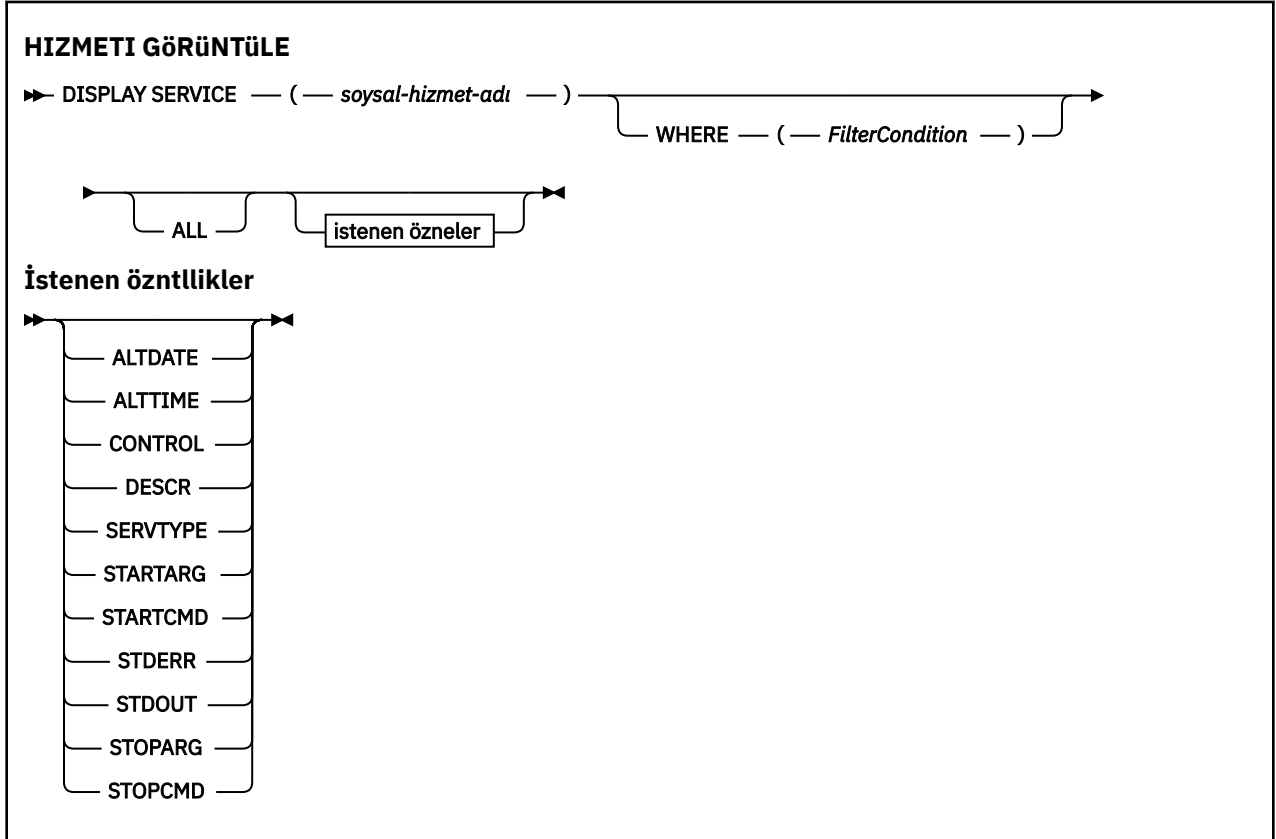 HIZMETI GöRüNTüLE
DISPLAY SERVICE ( soysal-hizmet-adı )
WHERE ( FilterCondition )
ALL istenen özneler
İstenen özntllikler
ALTDATE
ALTTIME
CONTROL
DESCR
SERVTYPE
STARTARG
STARTCMD
STDERR
STDOUT
STOPARG
STOPCMD